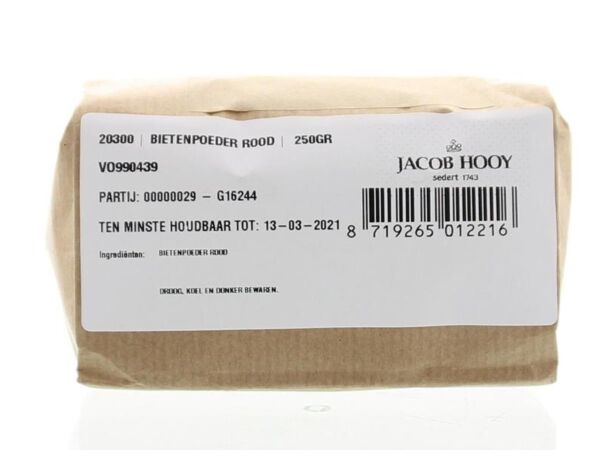 20300 | BIETENPOEDER ROOD | 250GR
VO990439
PARTIJ: 00000029 - G16244
TEN MINSTE HOUDBAAR TOT: 13-03-2021
Ingrediënten: BIETENPOEDER ROOD
DROOG, KOEL EN DONKER BEWAREN.
JACOB HOOY
sedert 1743
8 719265 012216